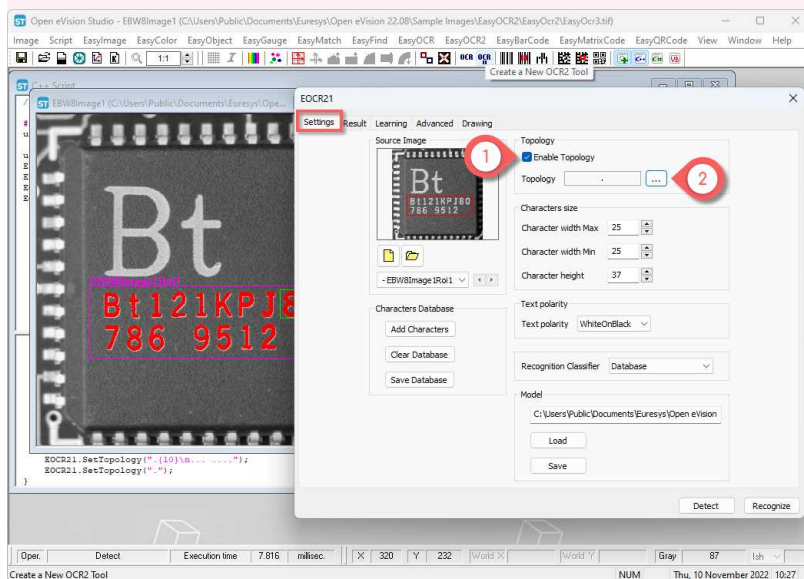 Open eVision Studio - EBW8Image1 (C:\Users\Public\Documents\Euresys\Open eVision 22.08\Sample Images\EasyOCR2\EasyOcr2\EasyOcr3.tif)
Image Script EasyImage EasyColor EasyObject EasyGauge EasyMatch EasyFind EasyOCR EasyOCR2 EasyBarCode EasyMatrixCode EasyQRCode View Window Help
1:1
Create a New OCR2 Tool
C++ Script
EBW8Image1 (C:\Users\Public\Documents\Euresys\Ope...
Bt
Bt121KPJ8
786 9512
EOCR21.SetTopology(".{10}\n... ....");
EOCR21.SetTopology(".");
}
EOCR21
Settings Result Learning Advanced Drawing
Source Image
Bt
Bt121KPJ80
786 9512
- EBW8Image1Roi1
Characters Database
Add Characters
Clear Database
Save Database
Topology
1
Enable Topology
Topology . ... 2
Characters size
Character width Max 25
Character width Min 25
Character height 37
Text polarity
Text polarity WhiteOnBlack
Recognition Classifier Database
Model
C:\Users\Public\Documents\Euresys\Open eVision
Load
Save
Detect Recognize
Oper. Detect Execution time 7.816 millisec. X 320 Y 232 World X World Y Gray 87 Ish
Create a New OCR2 Tool NUM Thu, 10 November 2022 10:27